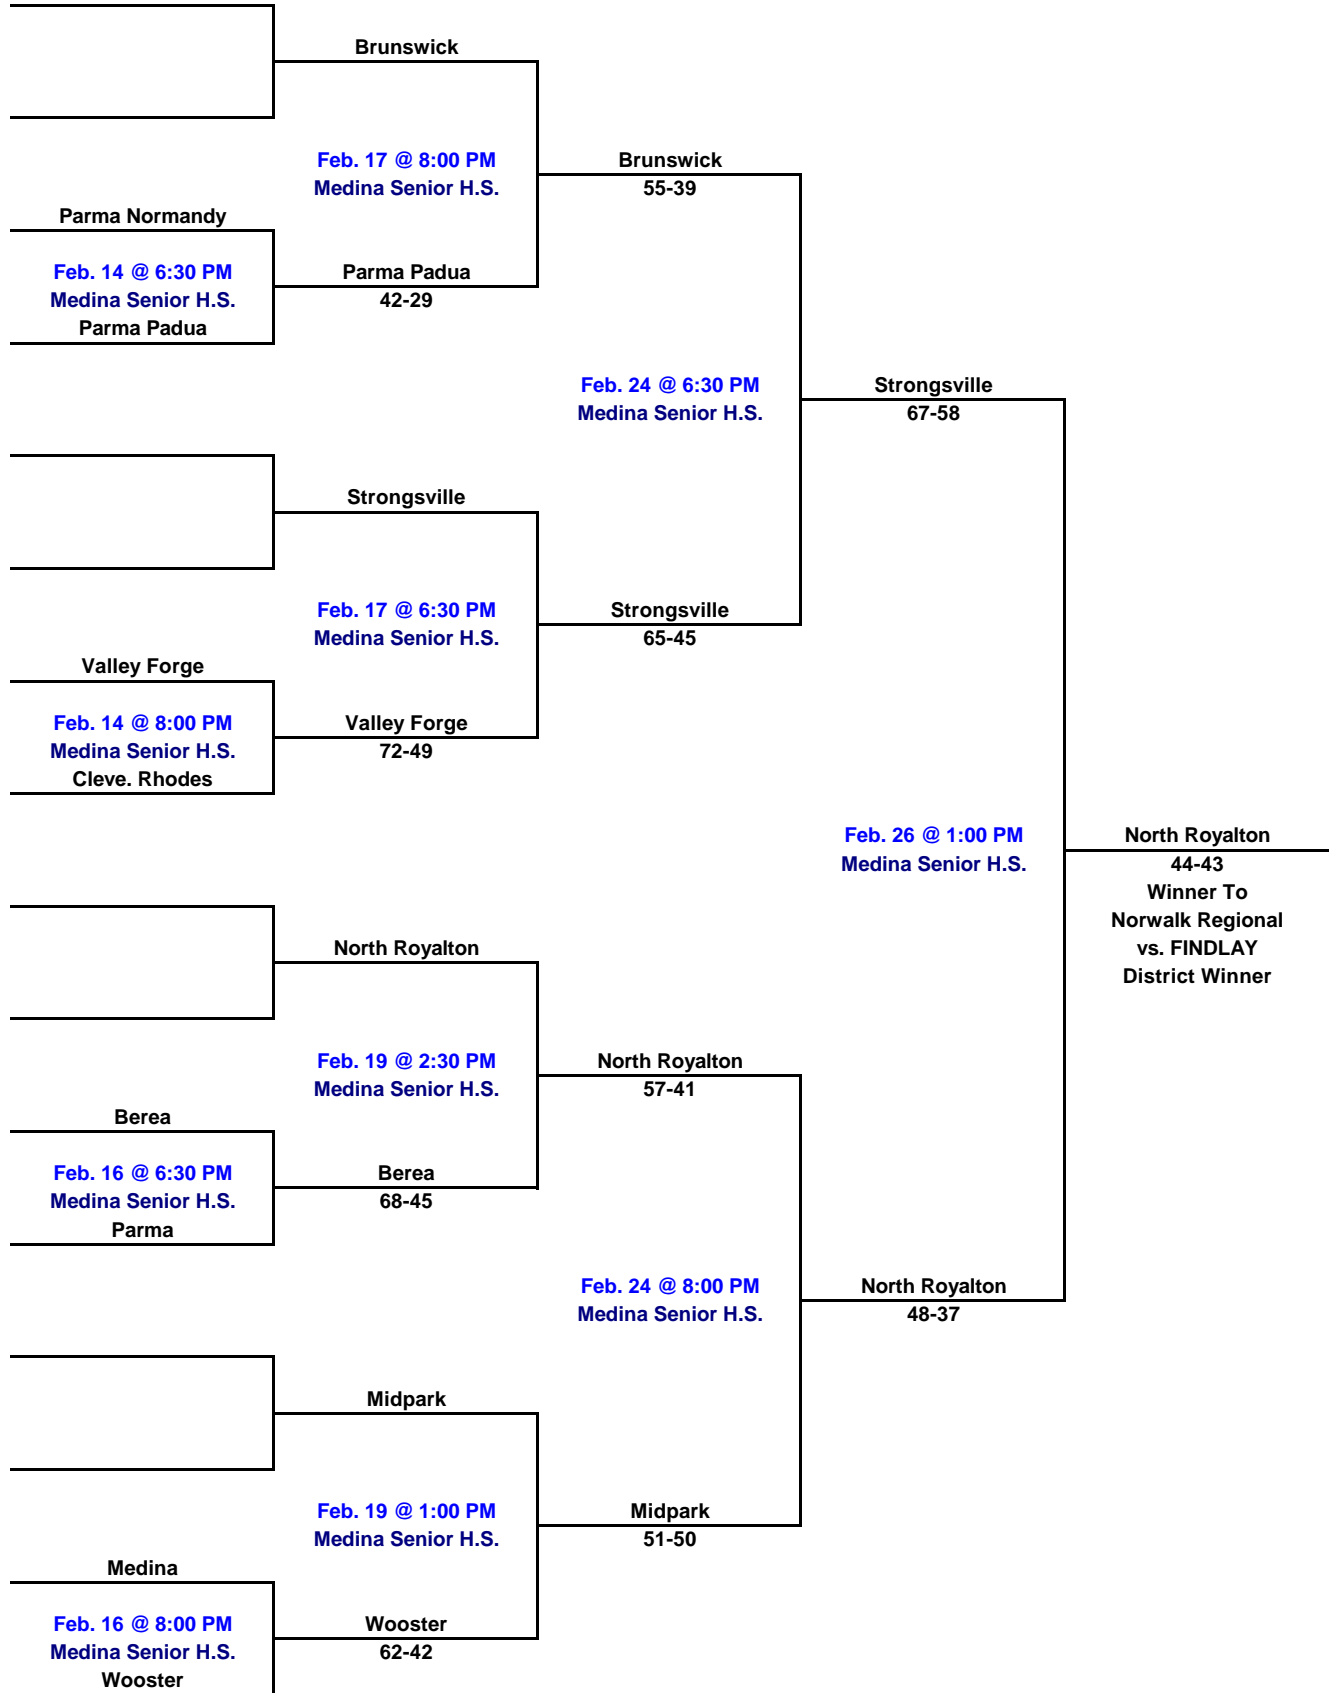 Brunswick
Feb. 17 @ 8:00 PM
Medina Senior H.S.
Brunswick
55-39
Parma Normandy
Feb. 14 @ 6:30 PM
Medina Senior H.S.
Parma Padua
Parma Padua
42-29
Feb. 24 @ 6:30 PM
Medina Senior H.S.
Strongsville
67-58
Strongsville
Feb. 17 @ 6:30 PM
Medina Senior H.S.
Strongsville
65-45
Valley Forge
Feb. 14 @ 8:00 PM
Medina Senior H.S.
Cleve. Rhodes
Valley Forge
72-49
Feb. 26 @ 1:00 PM
Medina Senior H.S.
North Royalton
44-43
Winner To
Norwalk Regional
vs. FINDLAY
District Winner
North Royalton
Feb. 19 @ 2:30 PM
Medina Senior H.S.
North Royalton
57-41
Berea
Feb. 16 @ 6:30 PM
Medina Senior H.S.
Parma
Berea
68-45
Feb. 24 @ 8:00 PM
Medina Senior H.S.
North Royalton
48-37
Midpark
Feb. 19 @ 1:00 PM
Medina Senior H.S.
Midpark
51-50
Medina
Feb. 16 @ 8:00 PM
Medina Senior H.S.
Wooster
Wooster
62-42